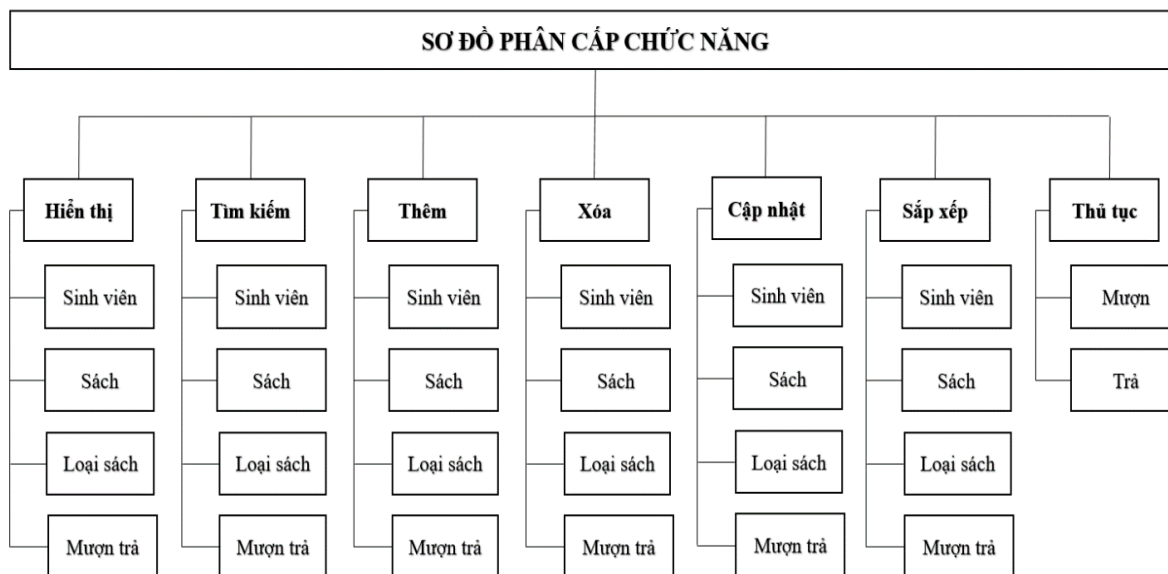 SƠ ĐỒ PHÂN CẤP CHỨC NĂNG
Hiển thị
Sinh viên
Sách
Loại sách
Mượn trả
Tìm kiếm
Sinh viên
Sách
Loại sách
Mượn trả
Thêm
Sinh viên
Sách
Loại sách
Mượn trả
Xóa
Sinh viên
Sách
Loại sách
Mượn trả
Cập nhật
Sinh viên
Sách
Loại sách
Mượn trả
Sắp xếp
Sinh viên
Sách
Loại sách
Mượn trả
Thủ tục
Mượn
Trả